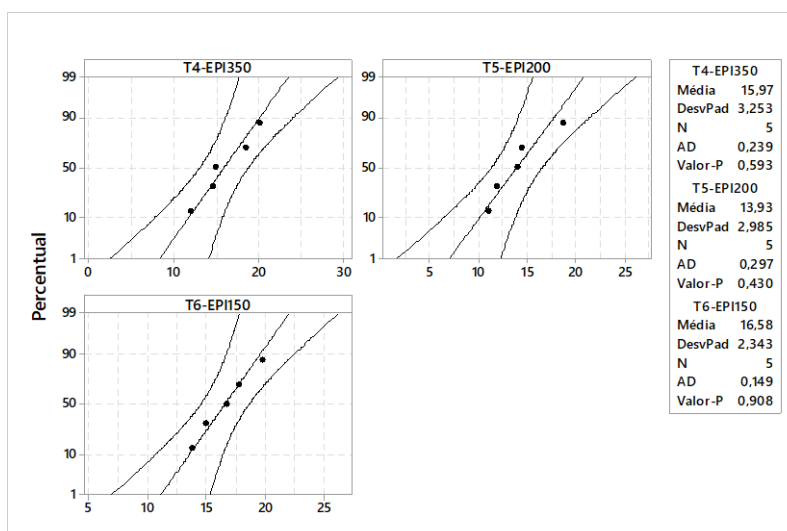 T4-EPI350
T5-EPI200
99
90
50
10
1
0
10
20
30
99
90
50
10
1
5
10
15
20
25
T6-EPI150
99
90
50
10
1
5
10
15
20
25
Percentual
T4-EPI350
Média 15,97
DesvPad 3,253
N 5
AD 0,239
Valor-P 0,593
T5-EPI200
Média 13,93
DesvPad 2,985
N 5
AD 0,297
Valor-P 0,430
T6-EPI150
Média 16,58
DesvPad 2,343
N 5
AD 0,149
Valor-P 0,908